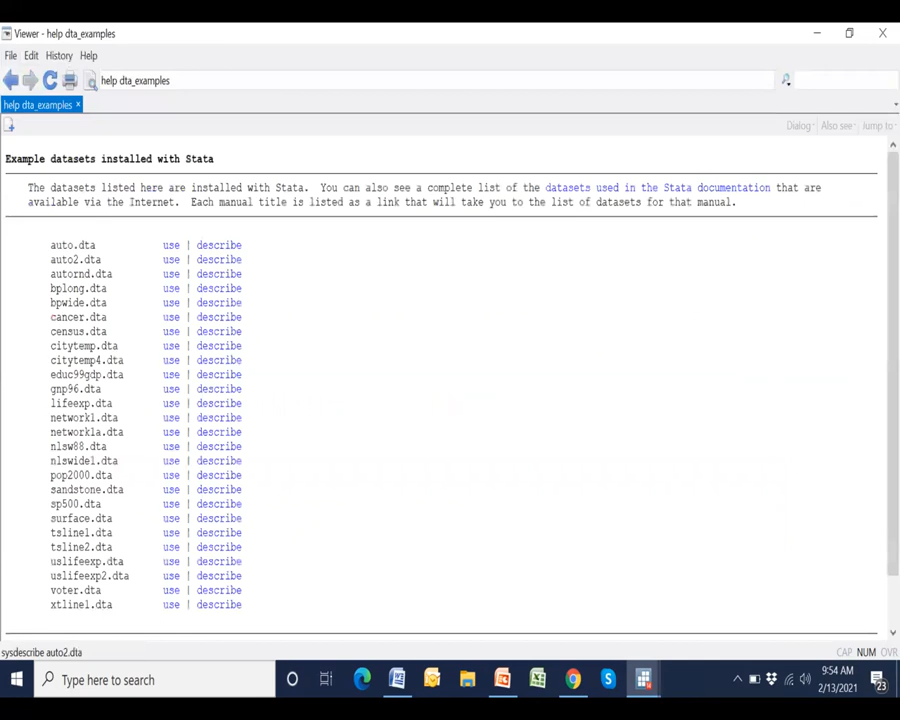 Viewer - help dta_examples
File Edit History Help
help dta_examples
help dta_examples ×
Dialog Also see Jump to
Example datasets installed with Stata
The datasets listed here are installed with Stata. You can also see a complete list of the datasets used in the Stata documentation that are
available via the Internet. Each manual title is listed as a link that will take you to the list of datasets for that manual.
auto.dta use | describe
auto2.dta use | describe
autornd.dta use | describe
bplong.dta use | describe
bpwide.dta use | describe
cancer.dta use | describe
census.dta use | describe
citytemp.dta use | describe
citytemp4.dta use | describe
educ99gdp.dta use | describe
gnp96.dta use | describe
lifeexp.dta use | describe
network1.dta use | describe
network1a.dta use | describe
nlsw88.dta use | describe
nlswide1.dta use | describe
pop2000.dta use | describe
sandstone.dta use | describe
sp500.dta use | describe
surface.dta use | describe
tsline1.dta use | describe
tsline2.dta use | describe
uslifeexp.dta use | describe
uslifeexp2.dta use | describe
voter.dta use | describe
xtline1.dta use | describe
sysdescribe auto2.dta CAP NUM OVR
Type here to search
9:54 AM
2/13/2021
23